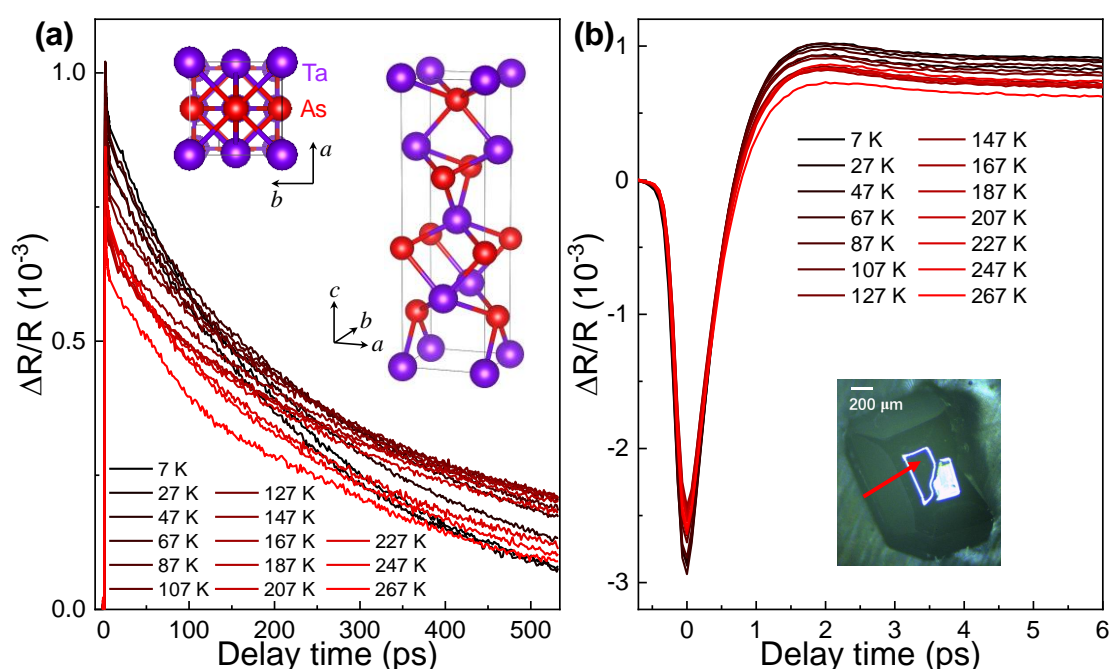 (a)
Ta
As
a
b
c
b
a
ΔR/R (10⁻³)
1.0
0.5
0.0
7 K
27 K
47 K
67 K
87 K
107 K
127 K
147 K
167 K
187 K
207 K
227 K
247 K
267 K
0 100 200 300 400 500
Delay time (ps)
(b)
ΔR/R (10⁻³)
1
0
-1
-2
-3
7 K
27 K
47 K
67 K
87 K
107 K
127 K
147 K
167 K
187 K
207 K
227 K
247 K
267 K
200 μm
0 1 2 3 4 5 6
Delay time (ps)